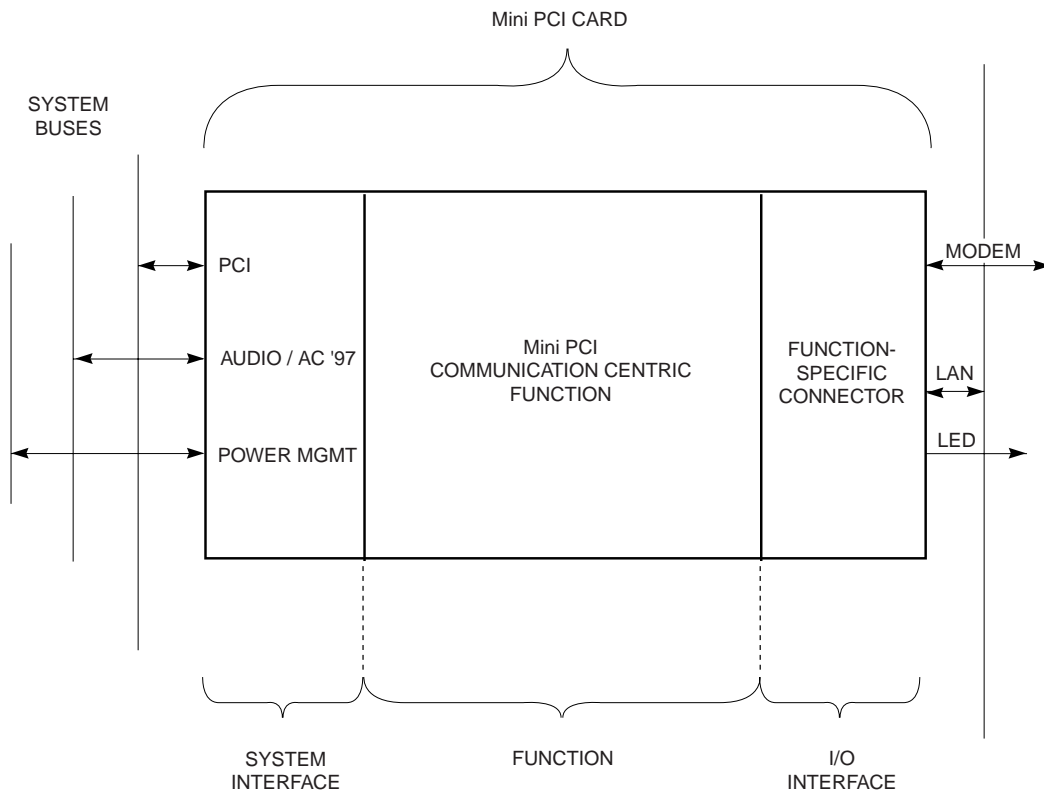 Mini PCI CARD
SYSTEM
BUSES
PCI
MODEM
AUDIO / AC '97
Mini PCI
COMMUNICATION CENTRIC
FUNCTION
FUNCTION-
SPECIFIC
CONNECTOR
LAN
POWER MGMT
LED
SYSTEM
INTERFACE
FUNCTION
I/O
INTERFACE